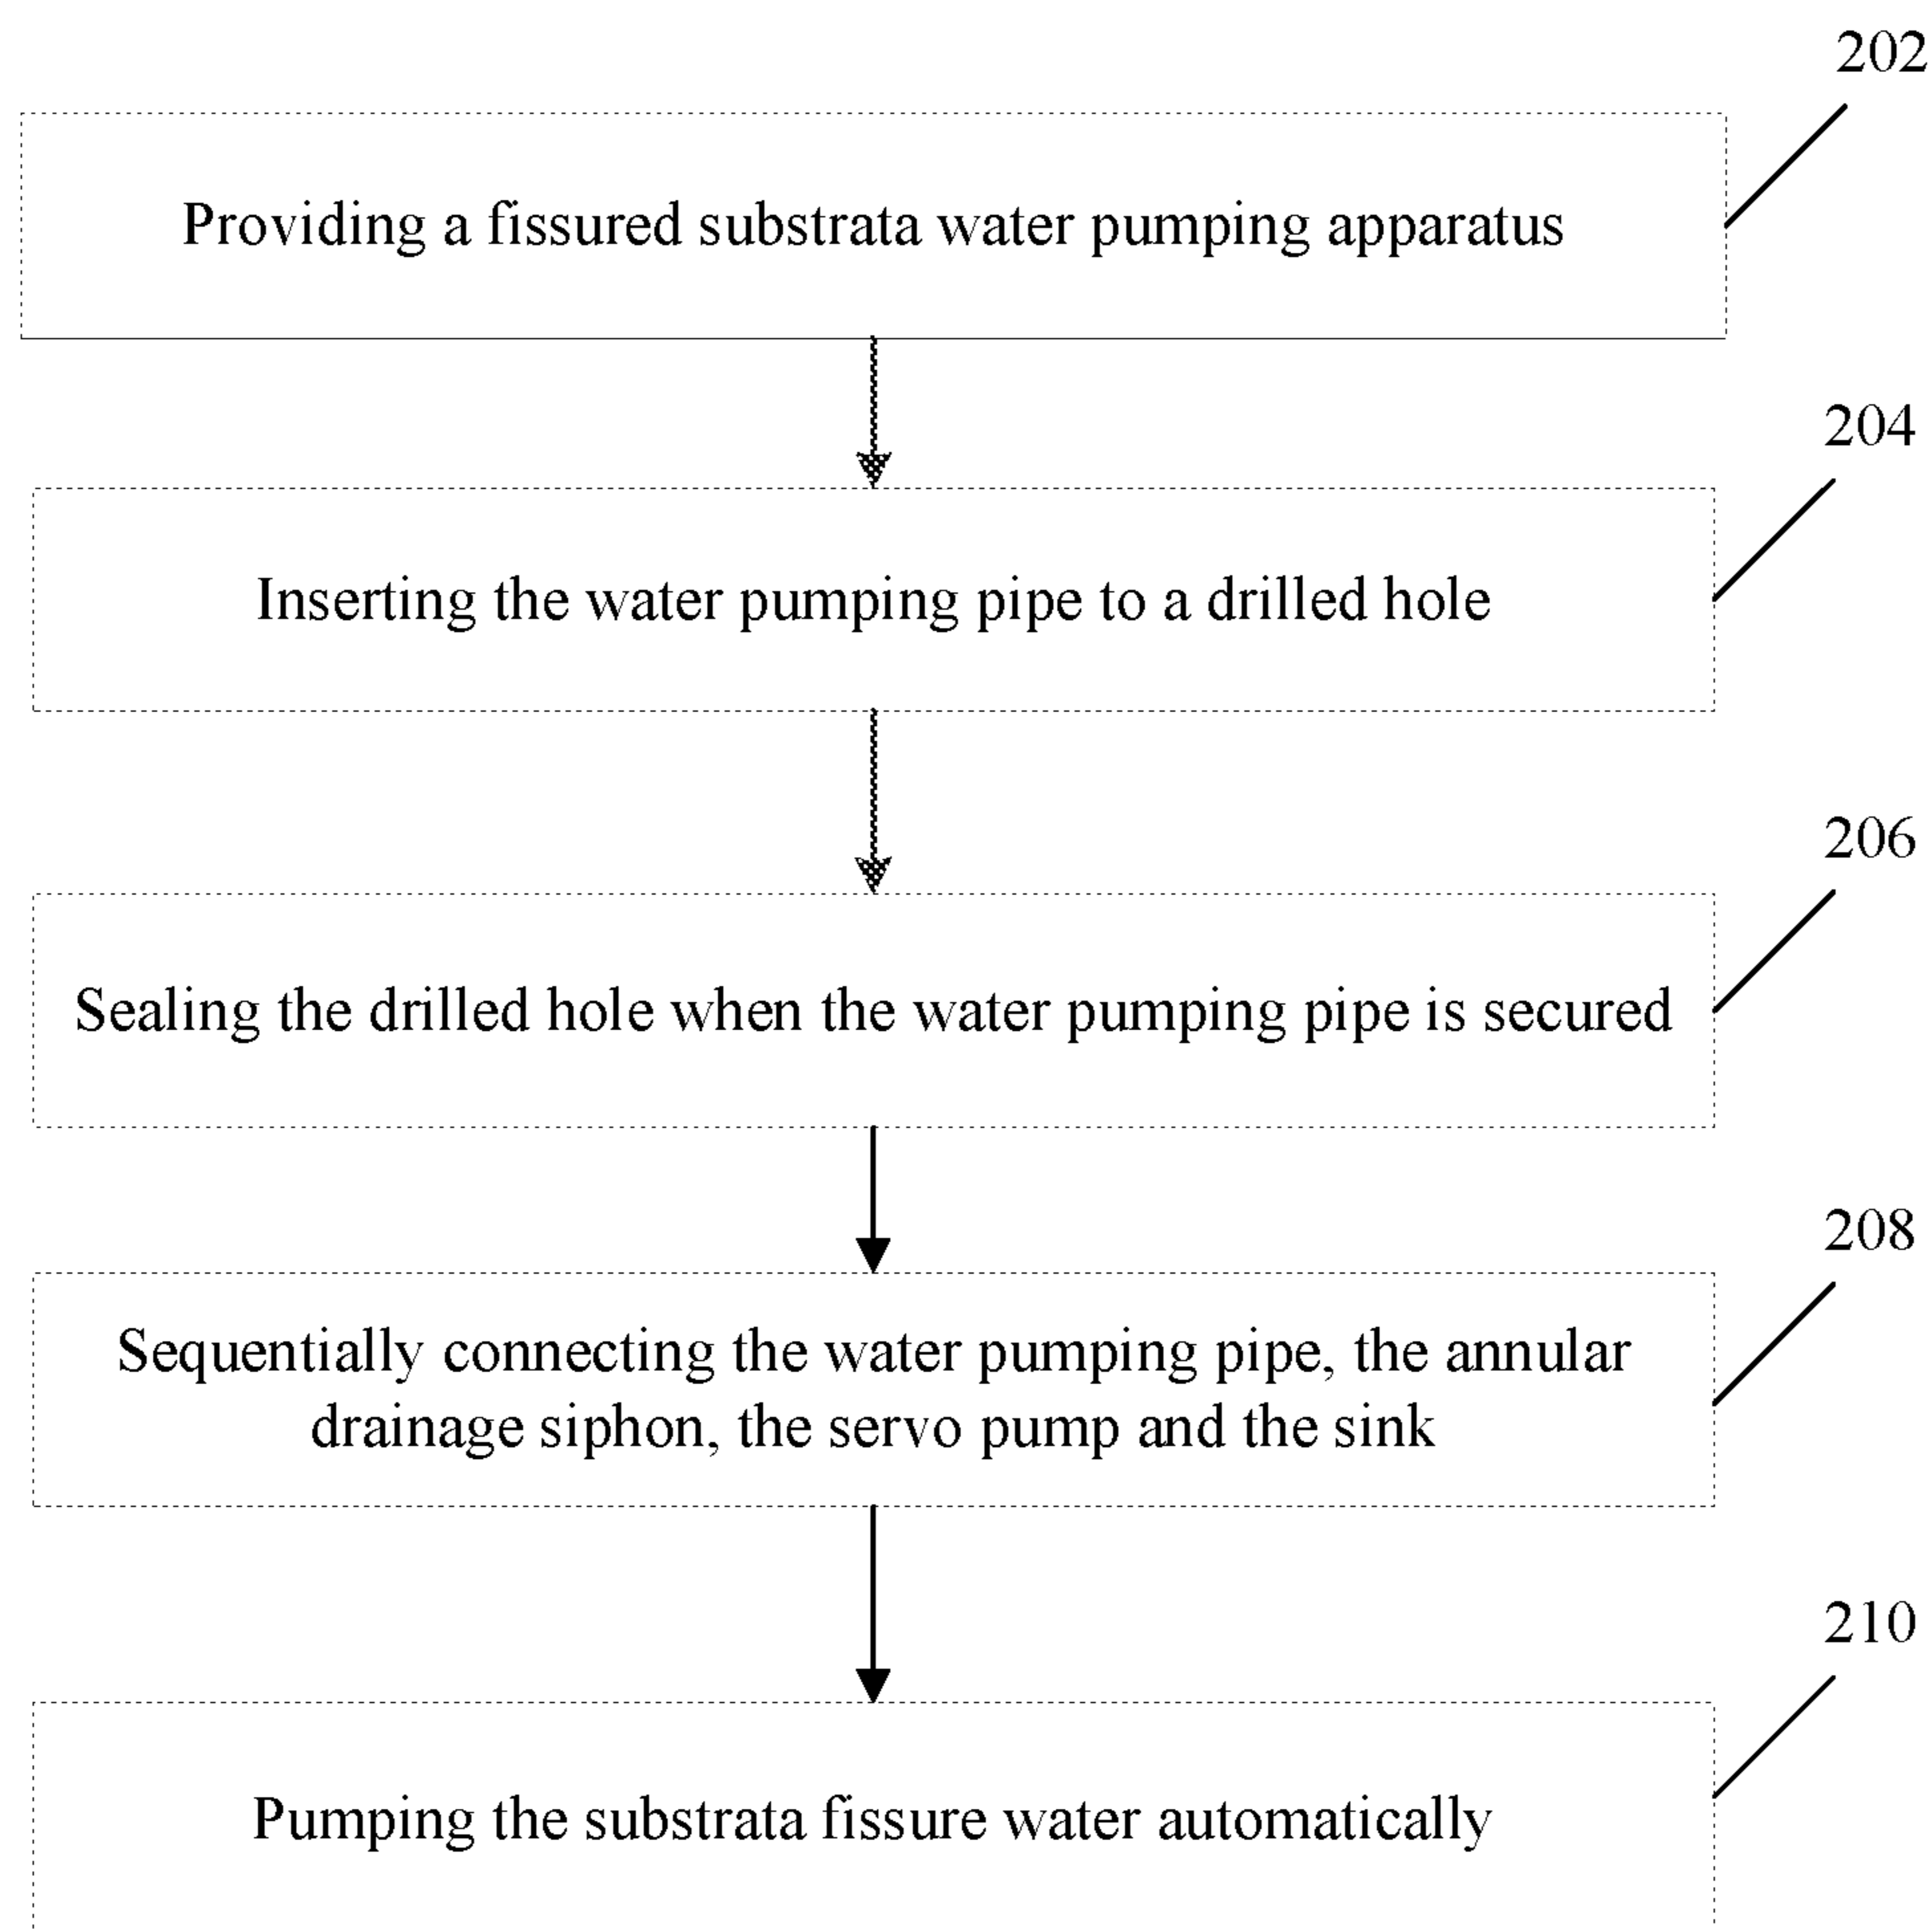 202
Providing a fissured substrata water pumping apparatus
204
Inserting the water pumping pipe to a drilled hole
206
Sealing the drilled hole when the water pumping pipe is secured
208
Sequentially connecting the water pumping pipe, the annular
drainage siphon, the servo pump and the sink
210
Pumping the substrata fissure water automatically